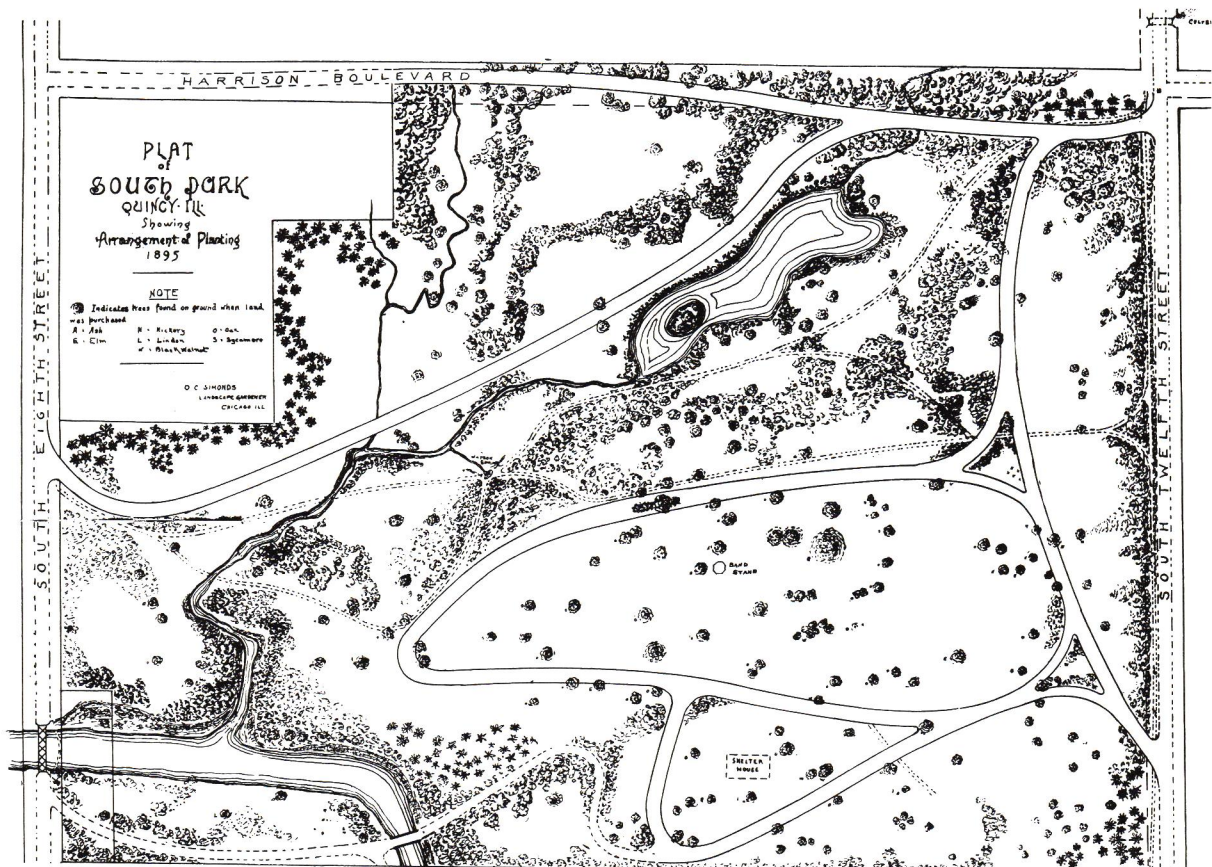 HARRISON BOULEVARD
PLAT
of
SOUTH PARK
QUINCY ILL
Showing
Arrangement of Planting
1895
NOTE
Indicates trees found on ground when land
was purchased
A = Ash H = Hickory O = Oak
E = Elm L = Linden S = Sycamore
W = Black Walnut
O C SIMONDS
LANDSCAPE GARDENER
CHICAGO ILL
SOUTH EIGHTH STREET
SOUTH TWELFTH STREET
BAND
STAND
SHELTER
HOUSE